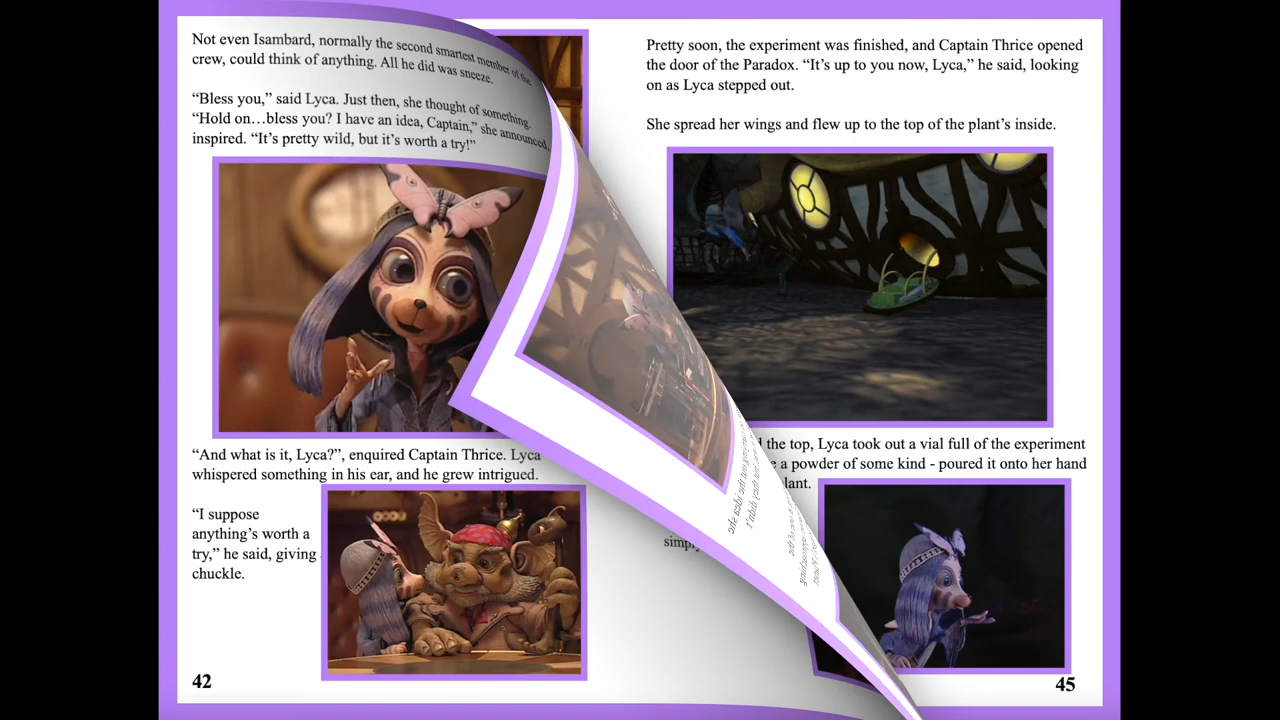 Not even Isambard, normally the second smartest member of the
crew, could think of anything. All he did was sneeze.
“Bless you,” said Lyca. Just then, she thought of something.
“Hold on…bless you? I have an idea, Captain,” she announced,
inspired. “It’s pretty wild, but it’s worth a try!”
“And what is it, Lyca?”, enquired Captain Thrice. Lyca
whispered something in his ear, and he grew intrigued.
“I suppose
anything’s worth a
try,” he said, giving
chuckle.
42
Pretty soon, the experiment was finished, and Captain Thrice opened
the door of the Paradox. “It’s up to you now, Lyca,” he said, looking
on as Lyca stepped out.
She spread her wings and flew up to the top of the plant’s inside.
the top, Lyca took out a vial full of the experiment
a powder of some kind - poured it onto her hand
simply
45